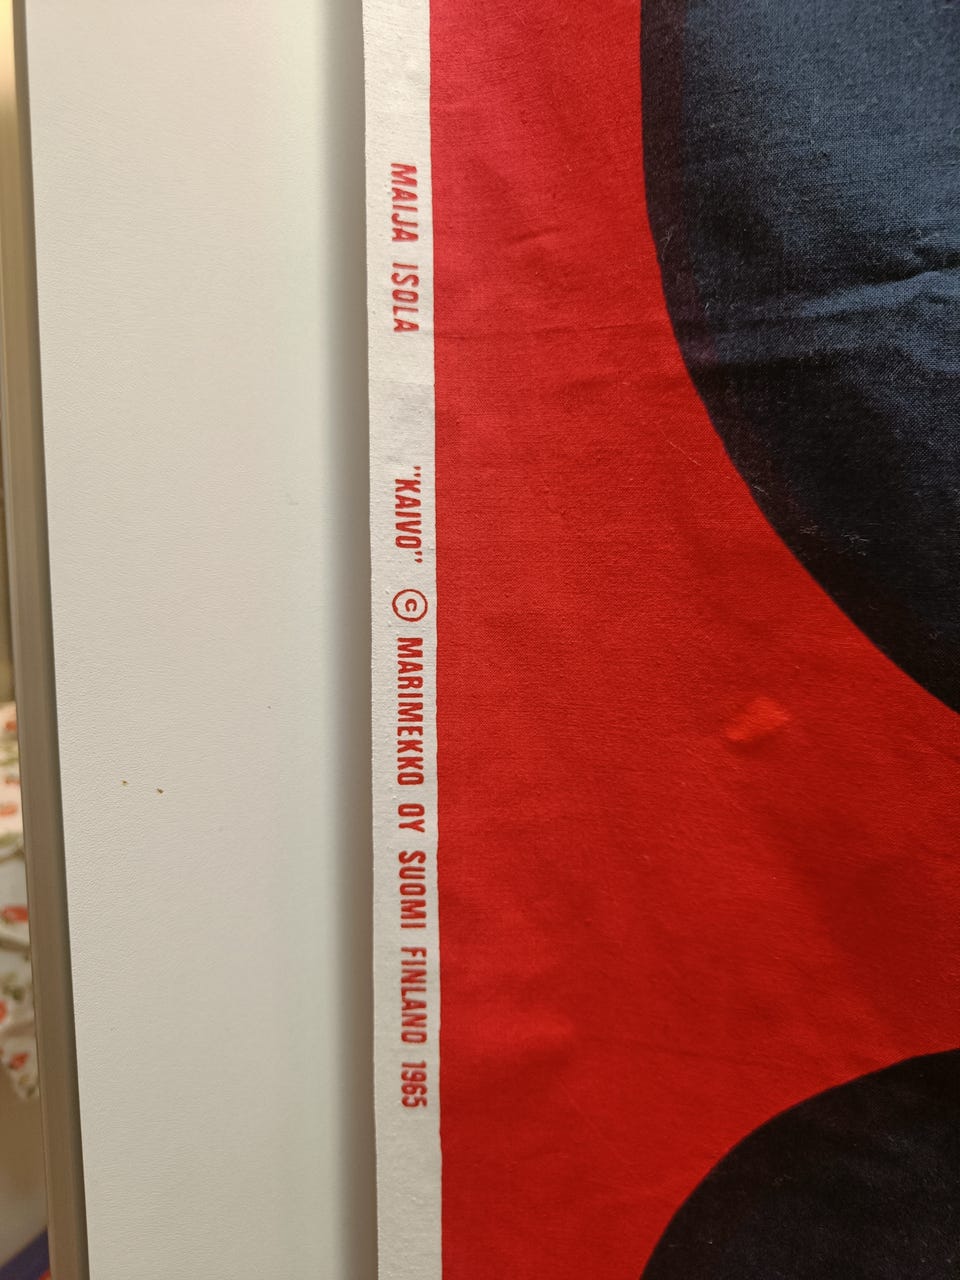 MAIJA ISOLA "KAIVO" © MARIMEKKO OY SUOMI FINLAND 1965